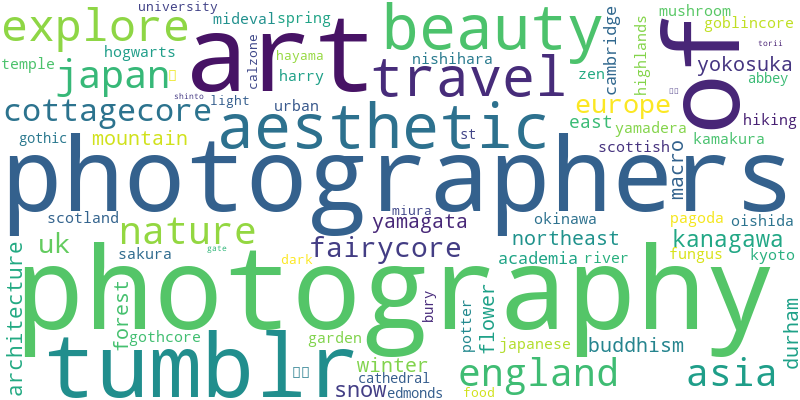 university
explore
mideval spring
art
beauty
of
mushroom
goblincore
hogwarts
temple
japan
calzone
hayama
harry
nishihara
travel
zen
cambridge
highlands
torii
yokosuka
abbey
shinto
light
cottagecore
urban
aesthetic
europe
hiking
gothic
mountain
st
east
yamadera
scottish
kamakura
photographers
macro
scotland
miura
yamagata
okinawa
pagoda
oishida
nature
uk
sakura
gate
fairycore
northeast
kanagawa
dark
academia
river
fungus
kyoto
photography
architecture
forest
bury
potter
flower
durham
gothcore
garden
japanese
buddhism
tumblr
winter
cathedral
snow
edmonds
england
food
asia